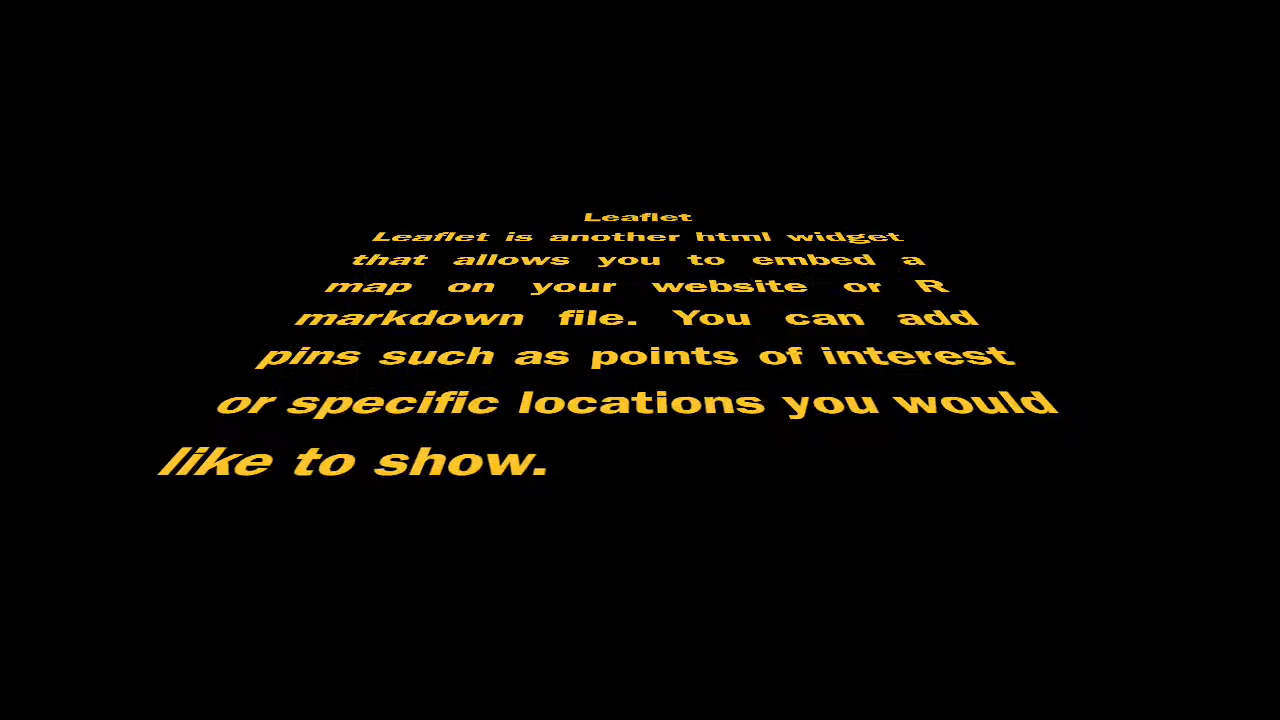 Leaflet
Leaflet is another html widget
that allows you to embed a
map on your website or R
markdown file. You can add
pins such as points of interest
or specific locations you would
like to show.